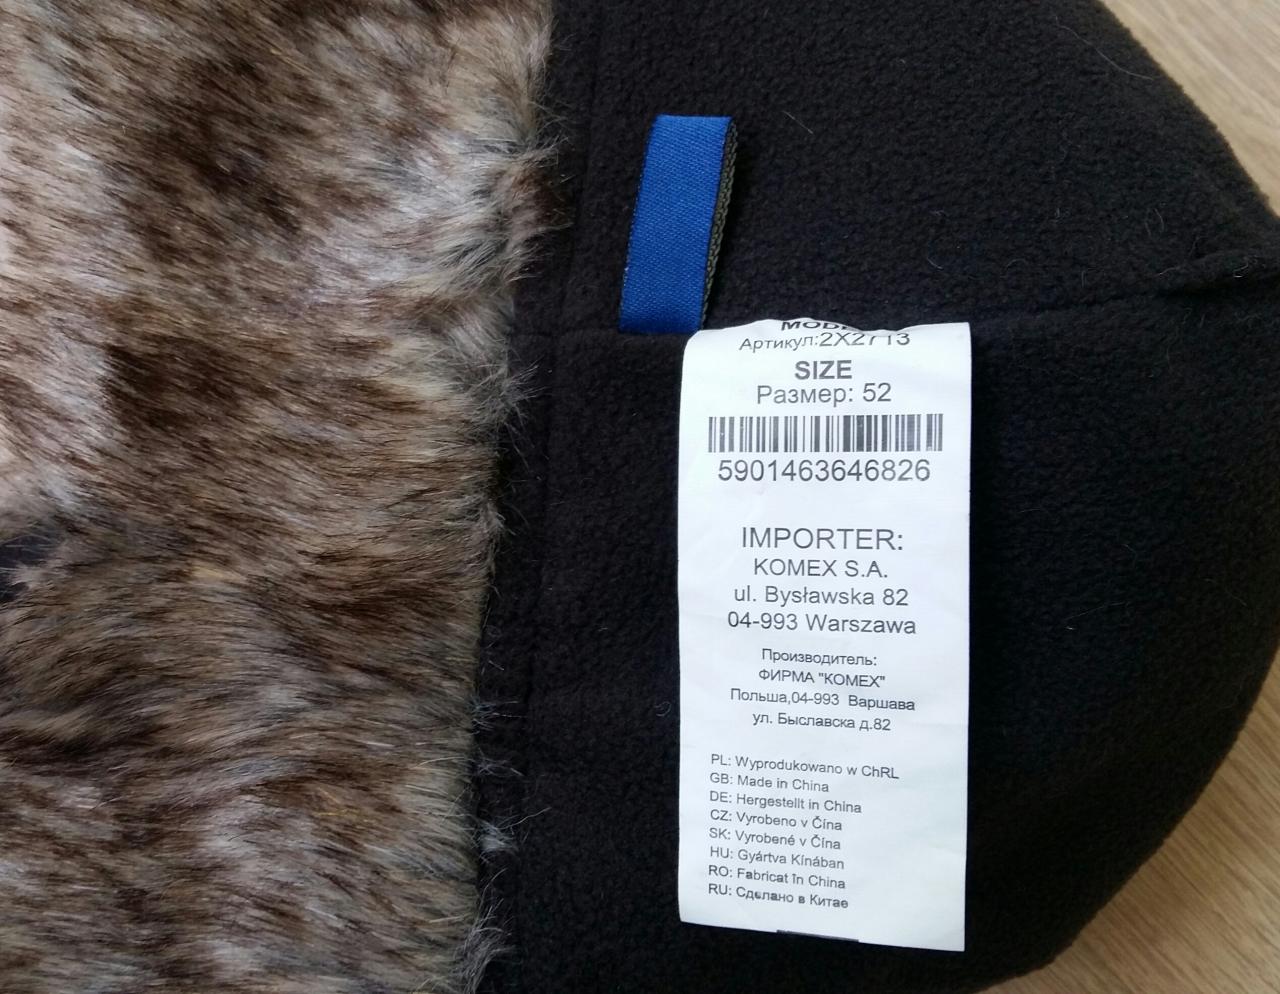 Артикул:2X2713
SIZE
Размер: 52
5901463646826
IMPORTER:
KOMEX S.A.
ul. Bysławska 82
04-993 Warszawa
Производитель:
ФИРМА "КОМЕХ"
Польша,04-993 Варшава
ул. Быславска д.82
PL: Wyprodukowano w ChRL
GB: Made in China
DE: Hergestellt in China
CZ: Vyrobeno v Čína
SK: Vyrobené v Čína
HU: Gyártva Kínában
RO: Fabricat în China
RU: Сделано в Китае